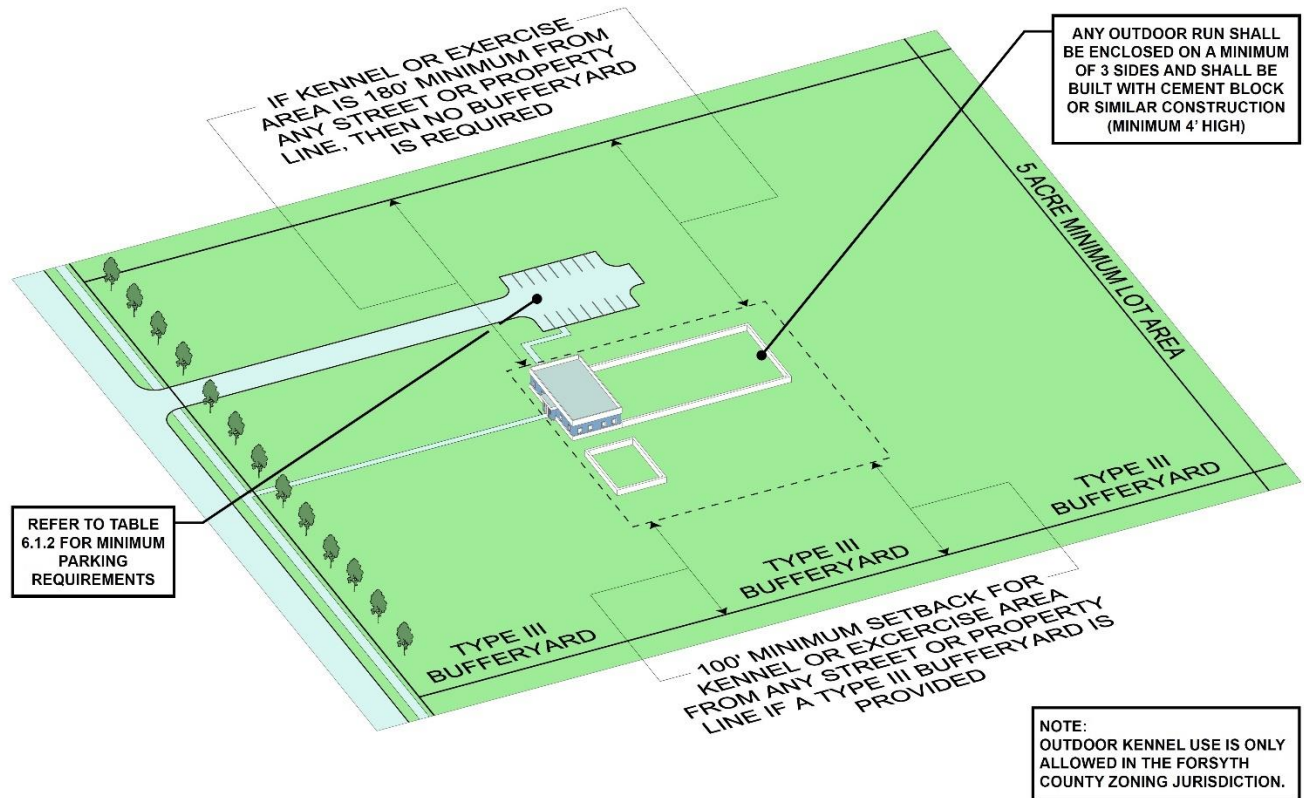 IF KENNEL OR EXERCISE
AREA IS 180' MINIMUM FROM
ANY STREET OR PROPERTY
LINE, THEN NO BUFFERYARD
IS REQUIRED
ANY OUTDOOR RUN SHALL
BE ENCLOSED ON A MINIMUM
OF 3 SIDES AND SHALL BE
BUILT WITH CEMENT BLOCK
OR SIMILAR CONSTRUCTION
(MINIMUM 4' HIGH)
5 ACRE MINIMUM LOT AREA
REFER TO TABLE
6.1.2 FOR MINIMUM
PARKING
REQUIREMENTS
TYPE III
BUFFERYARD
TYPE III
BUFFERYARD
TYPE III
BUFFERYARD
100' MINIMUM SETBACK FOR
KENNEL OR EXCERCISE AREA
FROM ANY STREET OR PROPERTY
LINE IF A TYPE III BUFFERYARD IS
PROVIDED
NOTE:
OUTDOOR KENNEL USE IS ONLY
ALLOWED IN THE FORSYTH
COUNTY ZONING JURISDICTION.